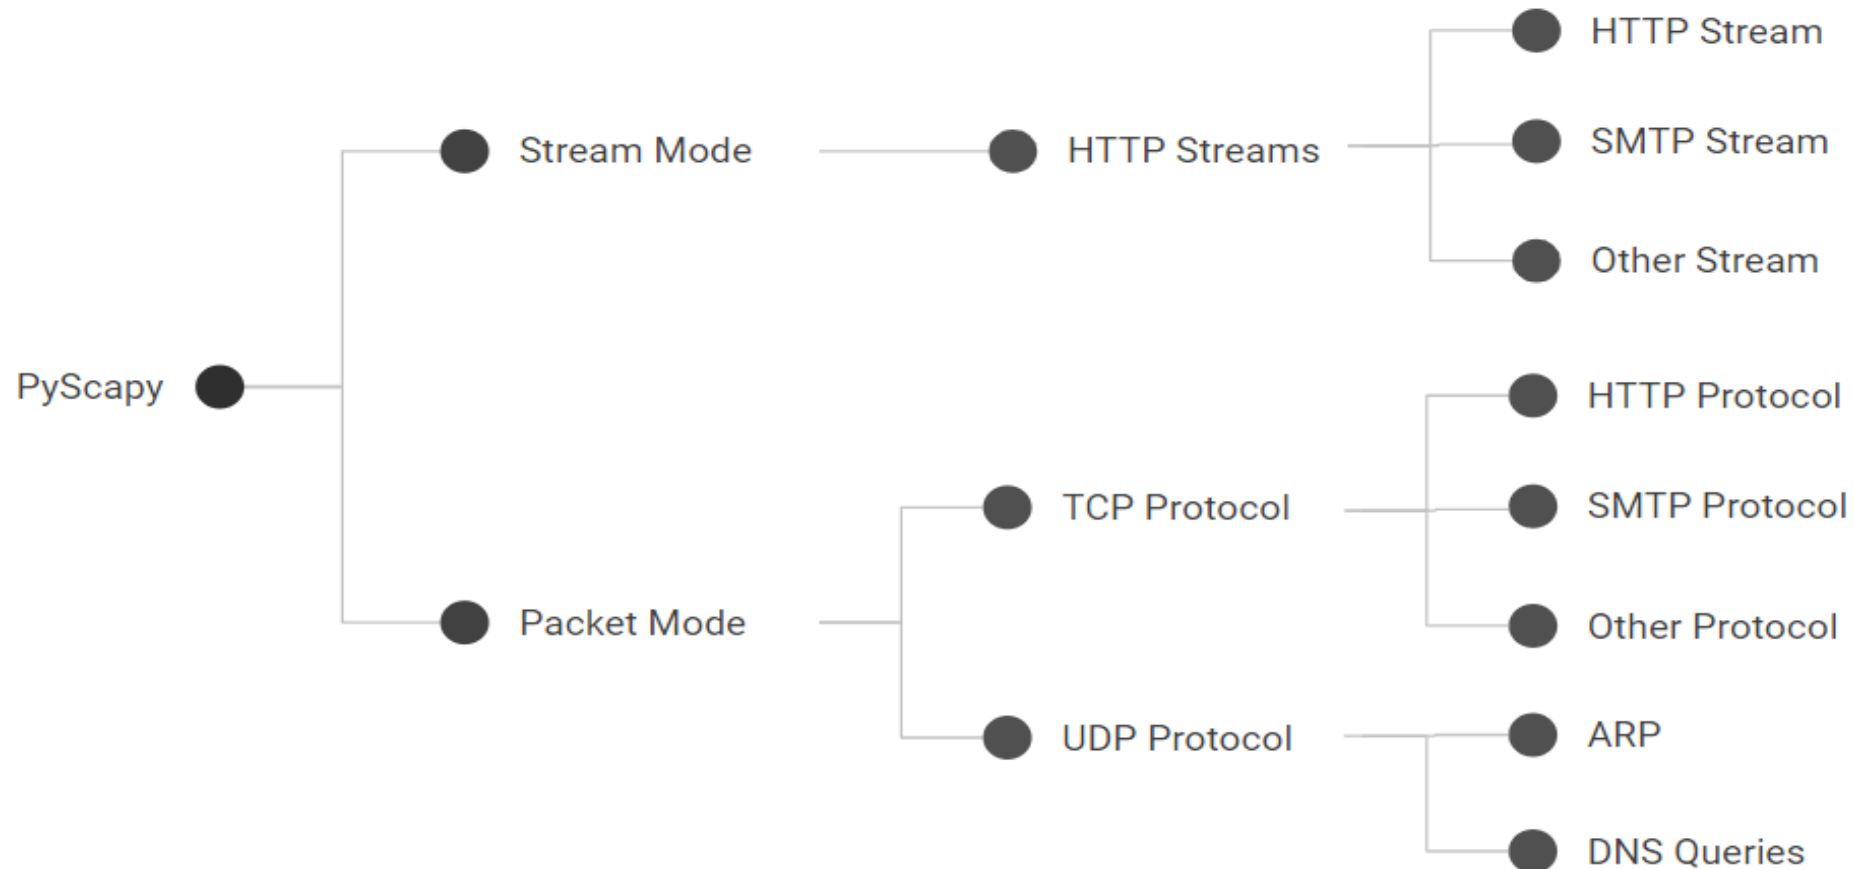 PyScapy
Stream Mode
HTTP Streams
HTTP Stream
SMTP Stream
Other Stream
Packet Mode
TCP Protocol
HTTP Protocol
SMTP Protocol
Other Protocol
UDP Protocol
ARP
DNS Queries